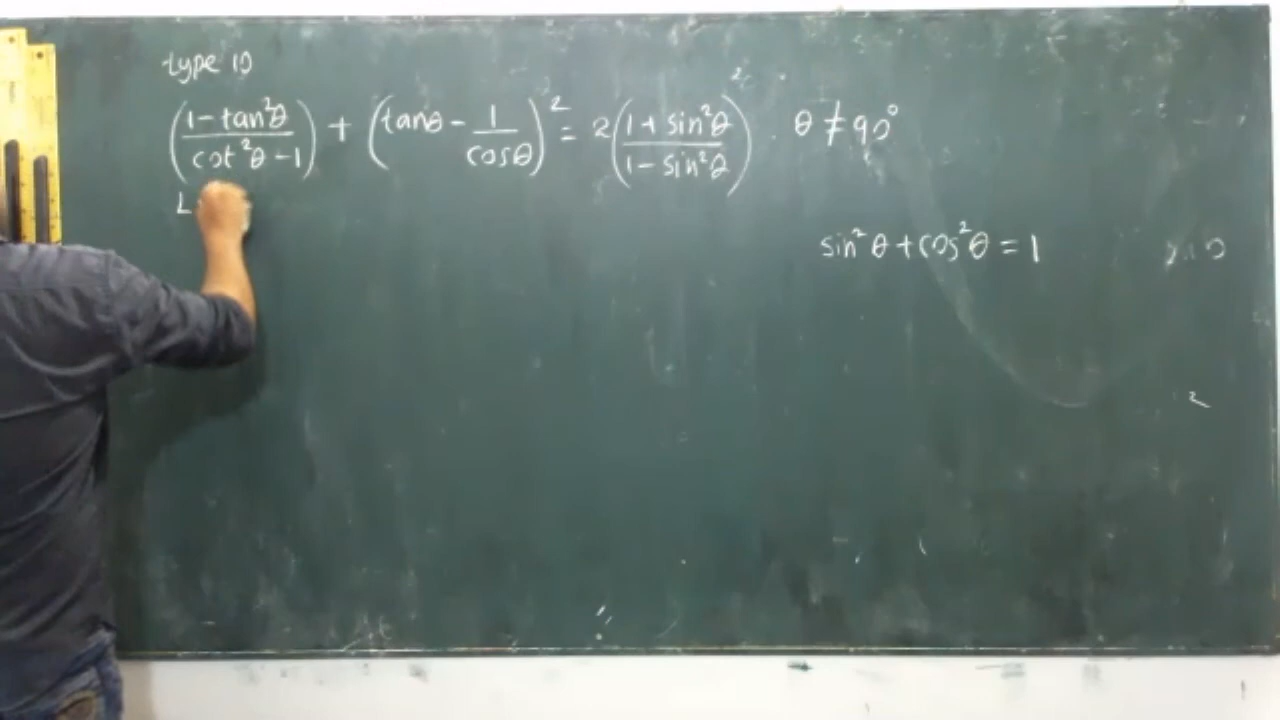 type 10
(1 - tan²θ / cot²θ - 1) + (tanθ - 1 / cosθ)² = 2(1 + sin²θ / 1 - sin²θ)² . θ ≠ 90°
L
sin²θ + cos²θ = 1